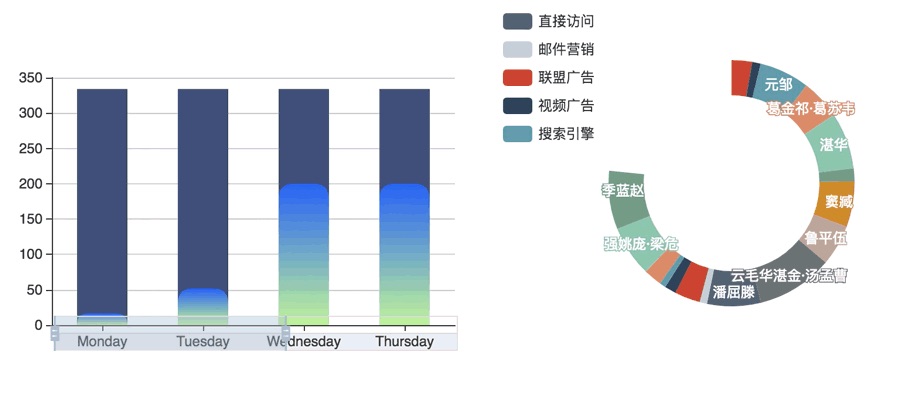 350
300
250
200
150
100
50
0
Monday
Tuesday
Wednesday
Thursday
直接访问
邮件营销
联盟广告
视频广告
搜索引擎
元邹
葛金祁·葛苏韦
湛华
窦臧
鲁平伍
云毛华湛金·汤孟曹
潘屈滕
强姚庞·梁危
季蓝赵